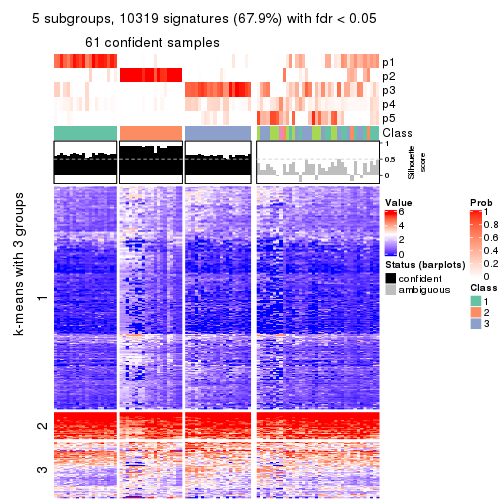 5 subgroups, 10319 signatures (67.9%) with fdr < 0.05
61 confident samples
p1
p2
p3
p4
p5
Class
1
0.5
0
Silhouette
score
k-means with 3 groups
1
2
3
Value
6
4
2
0
Status (barplots)
confident
ambiguous
Prob
1
0.8
0.6
0.4
0.2
0
Class
1
2
3